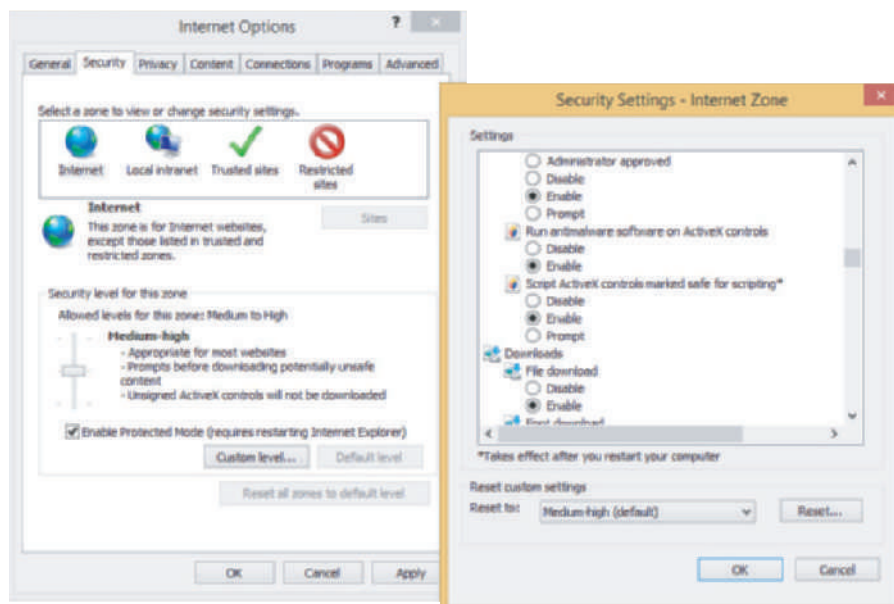 Internet Options
?
×
General Security Privacy Content Connections Programs Advanced
Select a zone to view or change security settings.
Internet Local intranet Trusted sites Restricted
sites
Internet
This zone is for Internet websites,
except those listed in trusted and
restricted zones.
Sites
Security level for this zone
Allowed levels for this zone: Medium to High
Medium-high
- Appropriate for most websites
- Prompts before downloading potentially unsafe
content
- Unsigned ActiveX controls will not be downloaded
Enable Protected Mode (requires restarting Internet Explorer)
Custom level... Default level
Reset all zones to default level
OK Cancel Apply
Security Settings - Internet Zone
×
Settings
Administrator approved
Disable
Enable
Prompt
Run antimalware software on ActiveX controls
Disable
Enable
Script ActiveX controls marked safe for scripting*
Disable
Enable
Prompt
Downloads
File download
Disable
Enable
Font download
*Takes effect after you restart your computer
Reset custom settings
Reset to: Medium-high (default) Reset...
OK Cancel